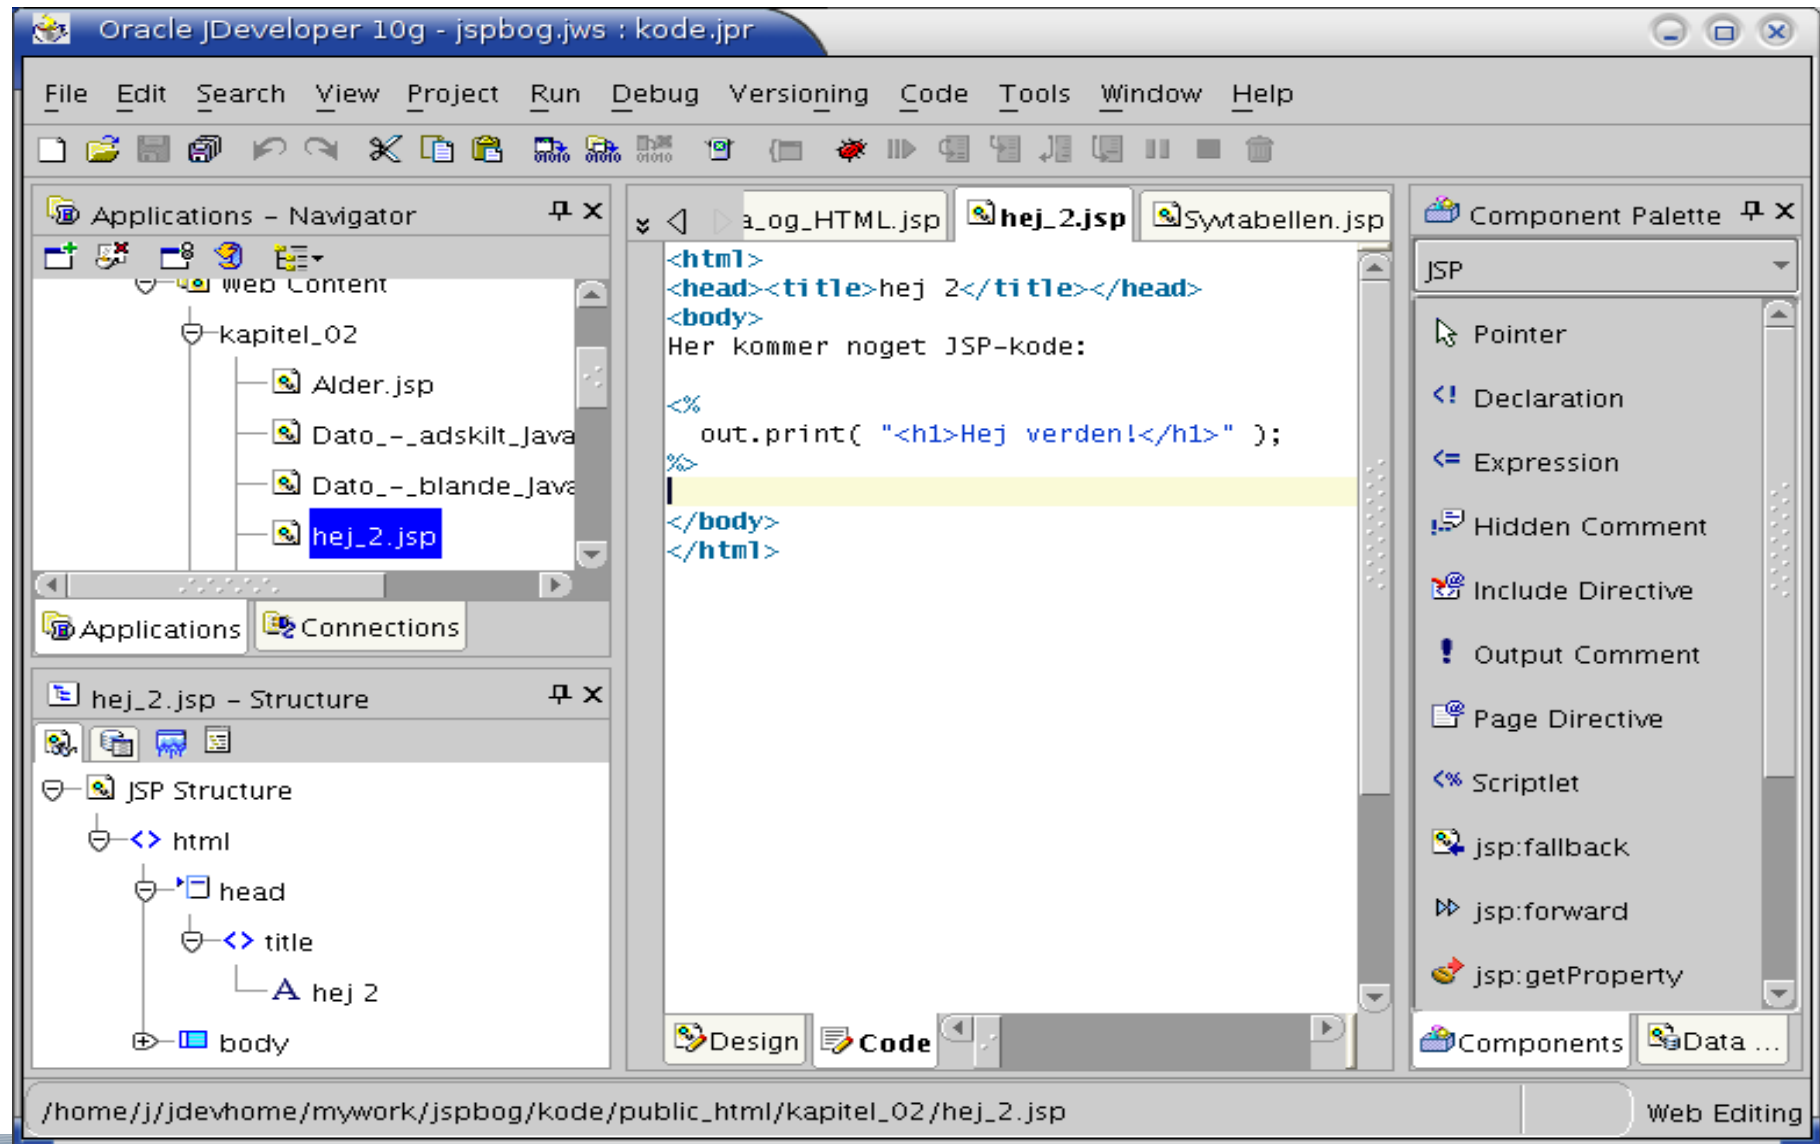 Oracle JDeveloper 10g - jspbog.jws : kode.jpr
File Edit Search View Project Run Debug Versioning Code Tools Window Help
Applications - Navigator
Web Content
kapitel_02
Alder.jsp
Dato_-_adskilt_Java
Dato_-_blande_Java
hej_2.jsp
Applications Connections
hej_2.jsp - Structure
JSP Structure
html
head
title
hej 2
body
a_og_HTML.jsp hej_2.jsp Syvtabellen.jsp
<html>
<head><title>hej 2</title></head>
<body>
Her kommer noget JSP-kode:
<%
out.print( "<h1>Hej verden!</h1>" );
%>
</body>
</html>
Design Code
Component Palette
JSP
Pointer
Declaration
Expression
Hidden Comment
Include Directive
Output Comment
Page Directive
Scriptlet
jsp:fallback
jsp:forward
jsp:getProperty
Components Data ...
/home/j/jdevhome/mywork/jspbog/kode/public_html/kapitel_02/hej_2.jsp
Web Editing